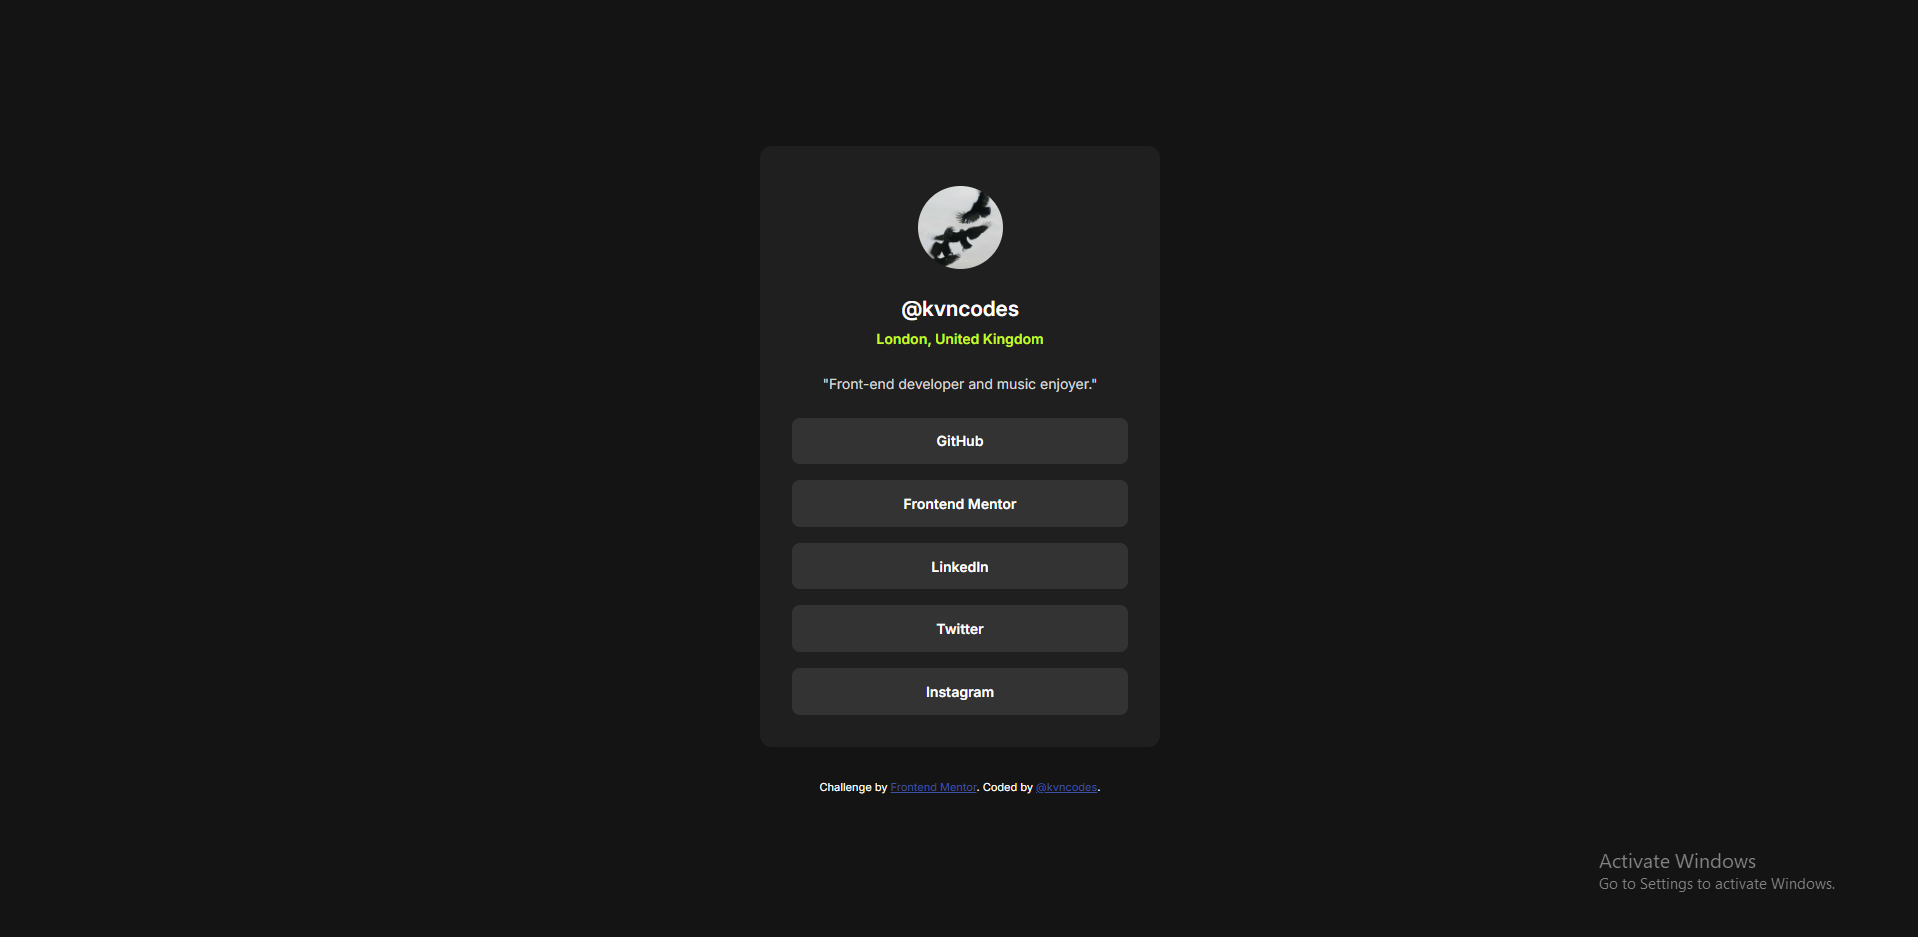 @kvncodes
London, United Kingdom
"Front-end developer and music enjoyer."
GitHub
Frontend Mentor
LinkedIn
Twitter
Instagram
Challenge by Frontend Mentor. Coded by @kvncodes.
Activate Windows
Go to Settings to activate Windows.